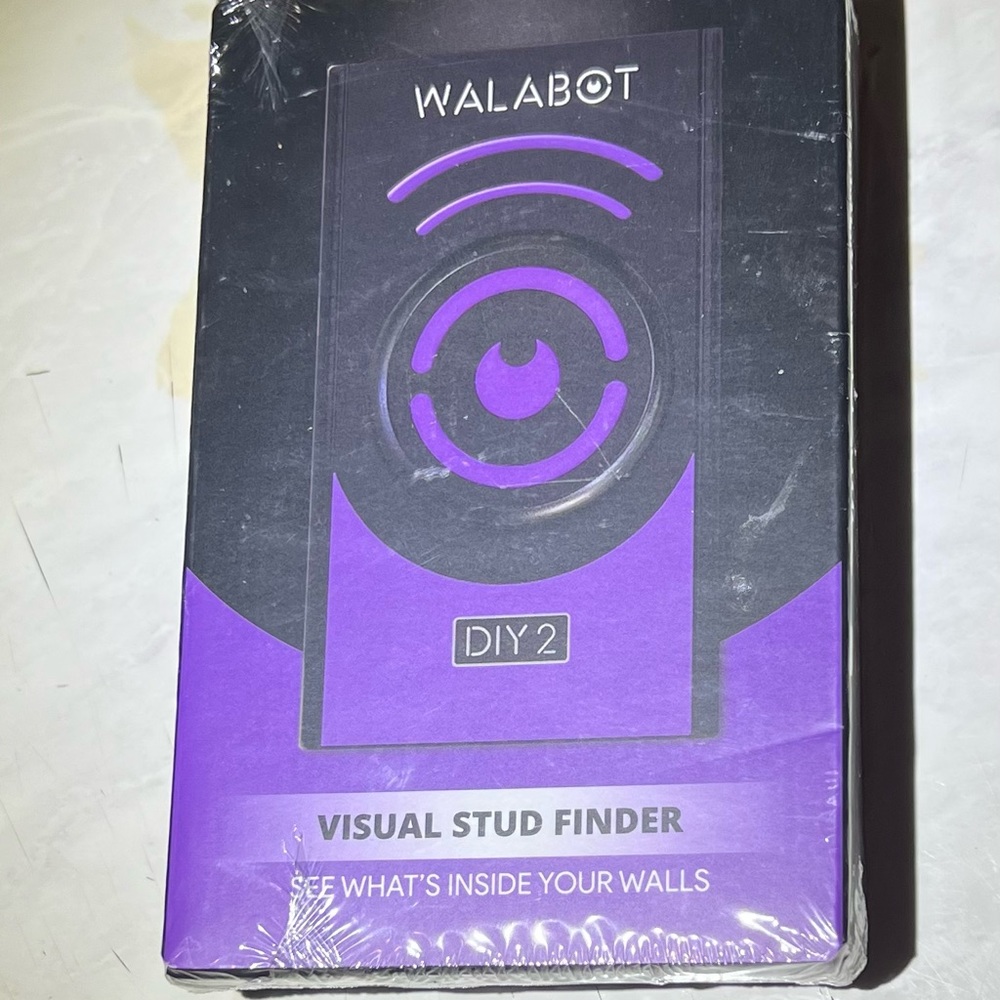 WALABOT
DIY 2
VISUAL STUD FINDER
SEE WHAT'S INSIDE YOUR WALLS